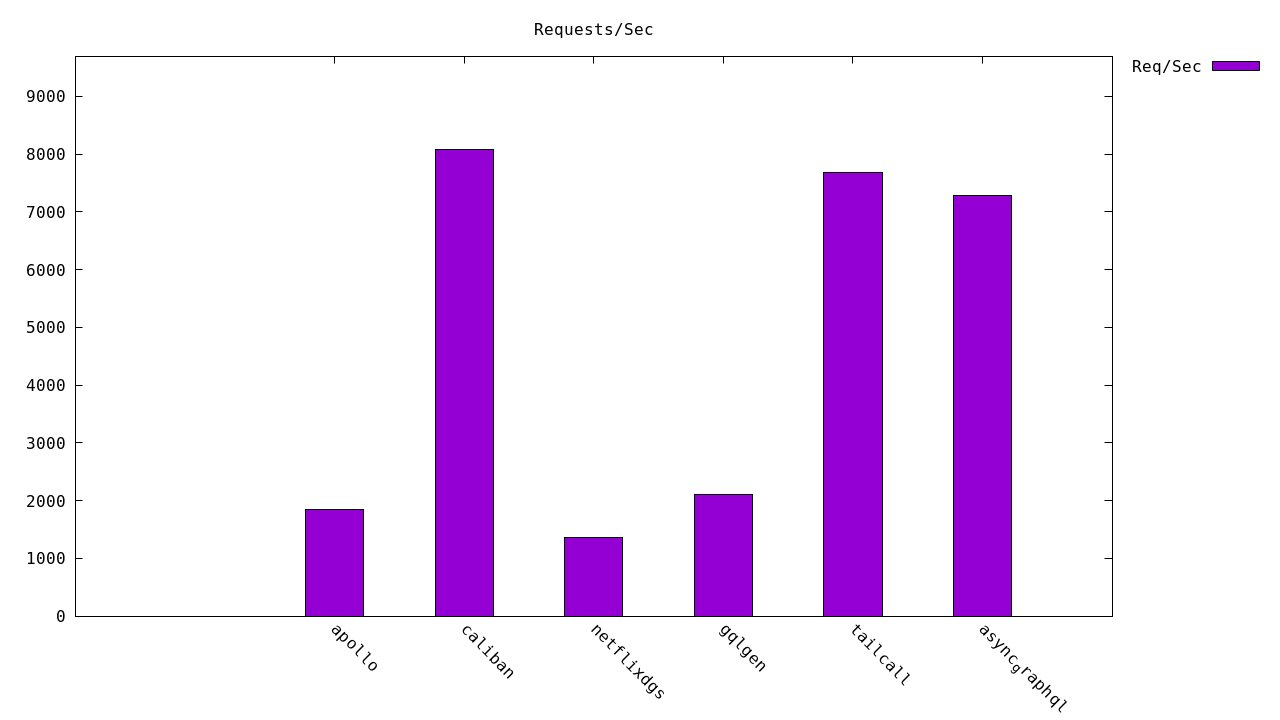 Requests/Sec
Req/Sec
9000
8000
7000
6000
5000
4000
3000
2000
1000
0
apollo
caliban
netflixdgs
gqlgen
tailcall
asyncgraphql